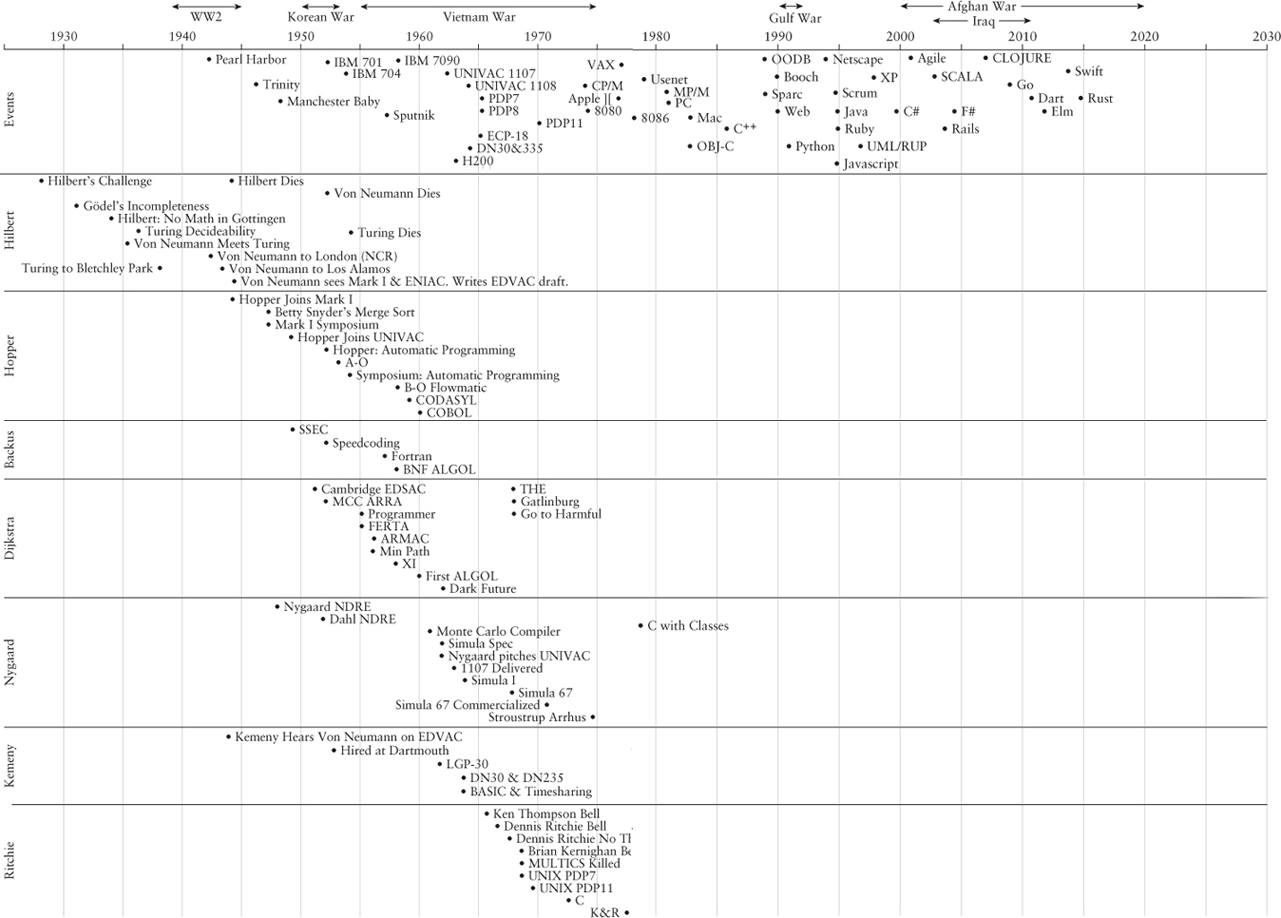 WW2 Korean War Vietnam War Gulf War Afghan War
Iraq
1930 1940 1950 1960 1970 1980 1990 2000 2010 2020 2030
Events
Pearl Harbor IBM 701 IBM 7090 VAX OODB Netscape Agile CLOJURE
IBM 704 UNIVAC 1107 Usenet Booch XP SCALA Swift
Trinity UNIVAC 1108 CP/M MP/M Sparc Scrum Go
Manchester Baby PDP7 Apple ][ PC Dart Rust
Sputnik PDP8 8080 8086 Mac Web Java C# F# Elm
PDP11 C++ Ruby Rails
ECP-18
DN30&335 OBJ-C Python UML/RUP
H200 Javascript
Hilbert
Hilbert's Challenge Hilbert Dies
Von Neumann Dies
Gödel's Incompleteness
Hilbert: No Math in Gottingen
Turing Decideability Turing Dies
Von Neumann Meets Turing
Von Neumann to London (NCR)
Turing to Bletchley Park Von Neumann to Los Alamos
Von Neumann sees Mark I & ENIAC. Writes EDVAC draft.
Hopper
Hopper Joins Mark I
Betty Snyder's Merge Sort
Mark I Symposium
Hopper Joins UNIVAC
Hopper: Automatic Programming
A-O
Symposium: Automatic Programming
B-O Flowmatic
CODASYL
COBOL
Backus
SSEC
Speedcoding
Fortran
BNF ALGOL
Dijkstra
Cambridge EDSAC THE
MCC ARRA Gatlinburg
Programmer Go to Harmful
FERTA
ARMAC
Min Path
XI
First ALGOL
Dark Future
Nygaard
Nygaard NDRE
Dahl NDRE
C with Classes
Monte Carlo Compiler
Simula Spec
Nygaard pitches UNIVAC
1107 Delivered
Simula I
Simula 67
Simula 67 Commercialized
Stroustrup Arrhus
Kemeny
Kemeny Hears Von Neumann on EDVAC
Hired at Dartmouth
LGP-30
DN30 & DN235
BASIC & Timesharing
Ritchie
Ken Thompson Bell
Dennis Ritchie Bell
Dennis Ritchie No Th
Brian Kernighan Be
MULTICS Killed
UNIX PDP7
UNIX PDP11
C
K&R